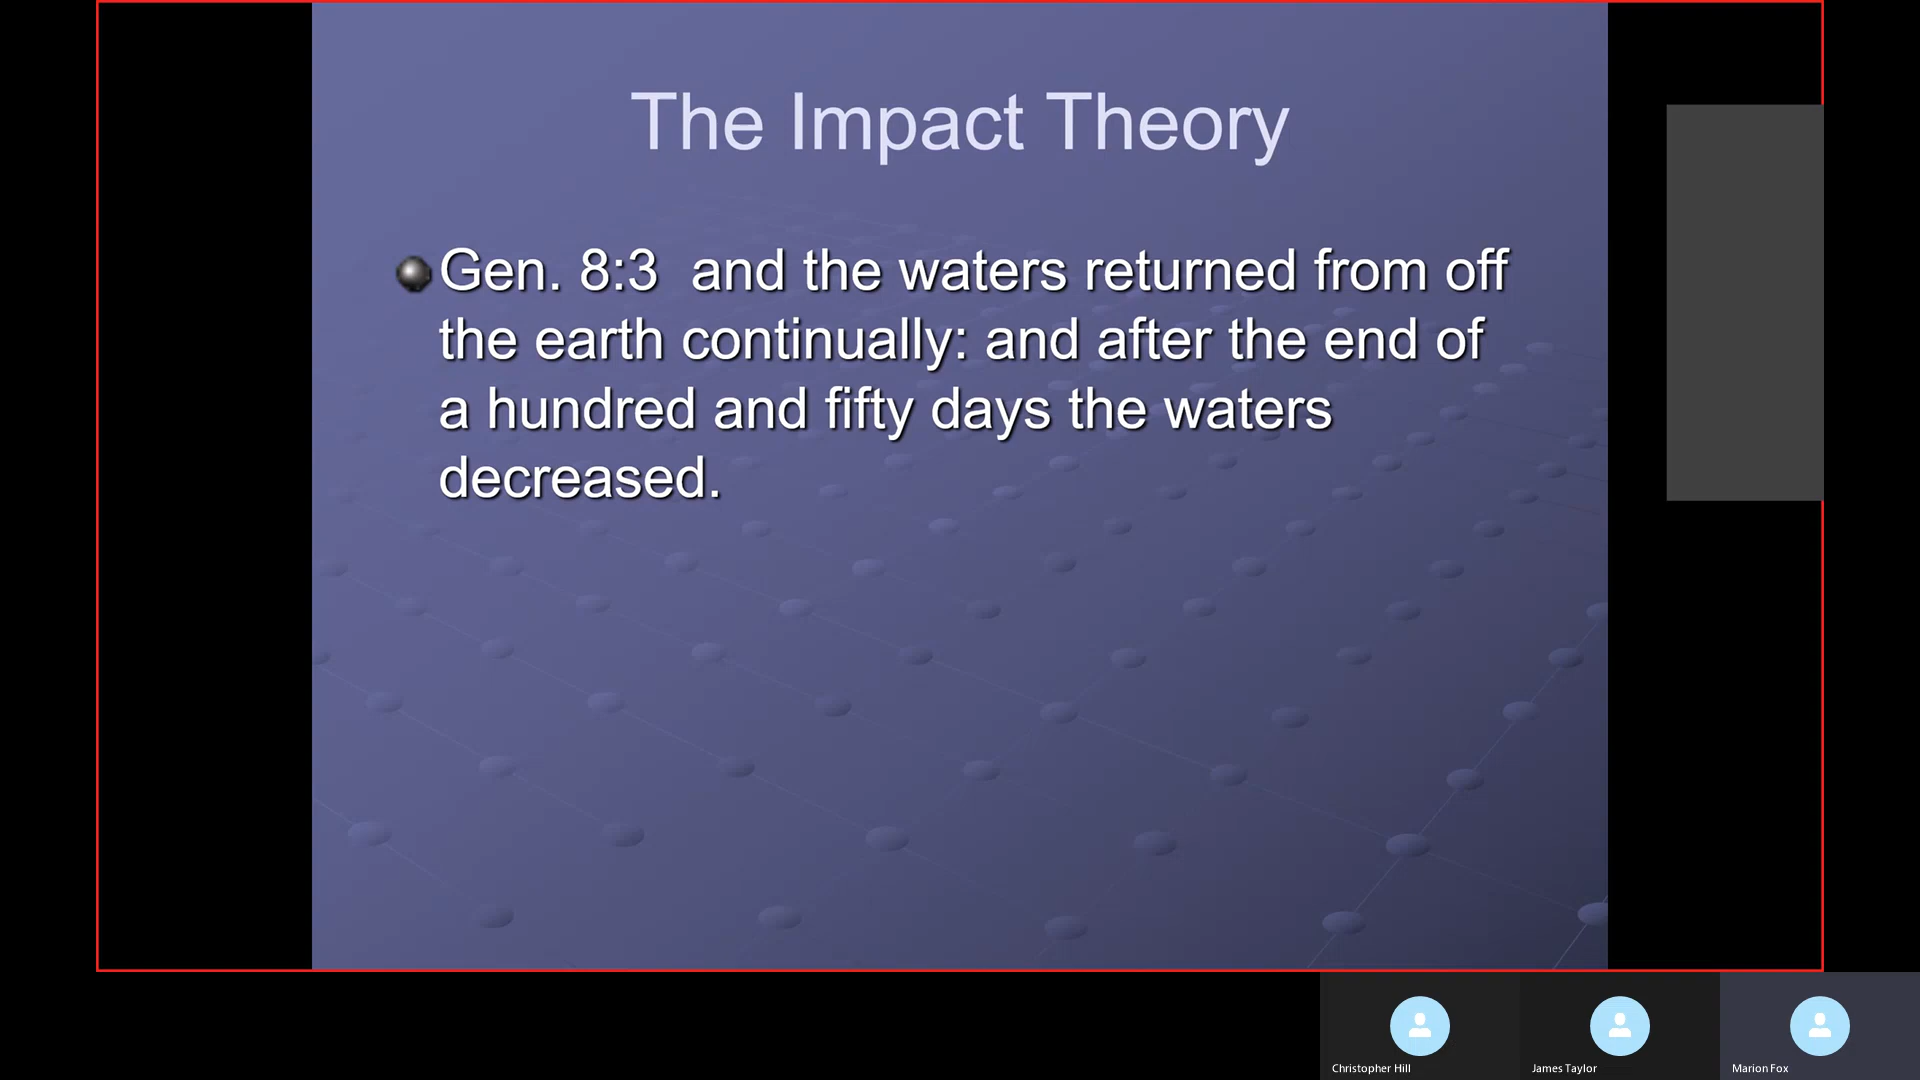 The Impact Theory
Gen. 8:3  and the waters returned from off
the earth continually: and after the end of
a hundred and fifty days the waters
decreased.
Christopher Hill
James Taylor
Marion Fox